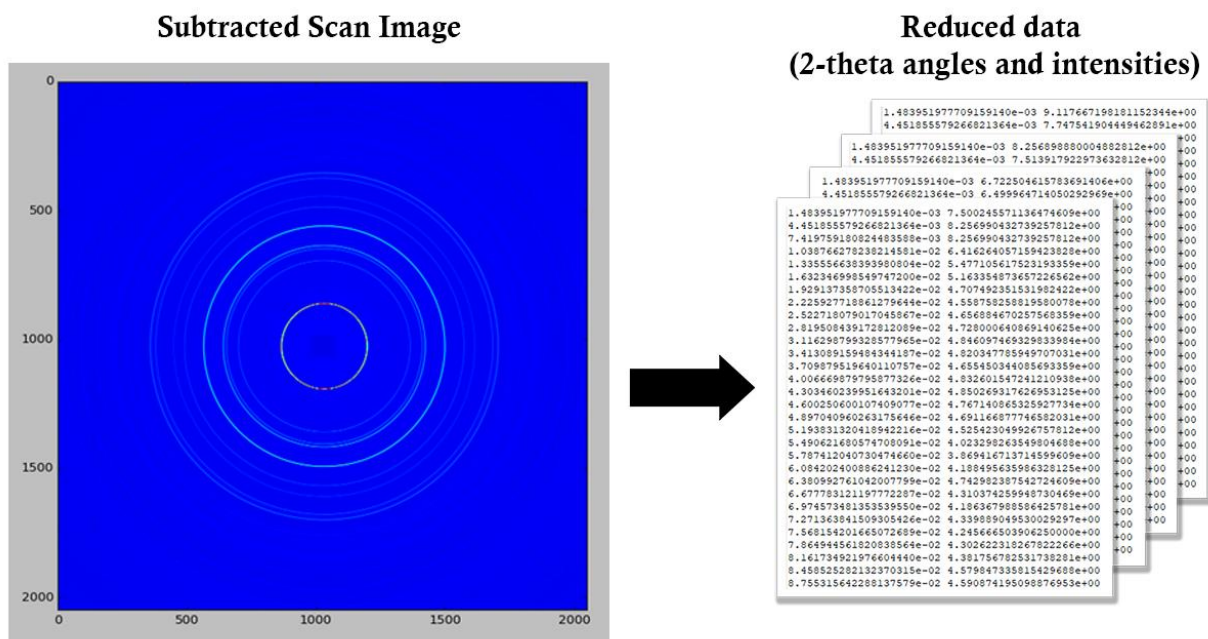 Subtracted Scan Image
0
500
1000
1500
2000
0 500 1000 1500 2000
Reduced data
(2-theta angles and intensities)
1.483951977709159140e-03 9.117667198181152344e+00
4.451855579266821364e-03 7.747541904449462891e+00
1.483951977709159140e-03 8.256898880004882812e+00
4.451855579266821364e-03 7.513917922973632812e+00
1.483951977709159140e-03 6.722504615783691406e+00
4.451855579266821364e-03 6.499964714050292969e+00
1.483951977709159140e-03 7.500245571136474609e+00
4.451855579266821364e-03 8.256990432739257812e+00
7.419759180824483588e-03 8.256990432739257812e+00
1.038766278238214581e-02 6.416264057159423828e+00
1.335556638393980804e-02 5.477105617523193359e+00
1.632346998549747200e-02 5.163354873657226562e+00
1.929137358705513422e-02 4.707492351531982422e+00
2.225927718861279644e-02 4.558758258819580078e+00
2.522718079017045867e-02 4.656884670257568359e+00
2.819508439172812089e-02 4.728000640869140625e+00
3.116298799328577965e-02 4.846097469329833984e+00
3.413089159484344187e-02 4.820347785949707031e+00
3.709879519640110757e-02 4.655450344085693359e+00
4.006669879795877326e-02 4.832601547241210938e+00
4.303460239951643201e-02 4.850269317626953125e+00
4.600250600107409077e-02 4.767140865325927734e+00
4.897040960263175646e-02 4.691166877746582031e+00
5.193831320418942216e-02 4.525423049926757812e+00
5.490621680574708091e-02 4.023298263549804688e+00
5.787412040730474660e-02 3.869416713714599609e+00
6.084202400886241230e-02 4.188495635986328125e+00
6.380992761042007799e-02 4.742982387542724609e+00
6.677783121197772287e-02 4.310374259948730469e+00
6.974573481353539550e-02 4.186367988586425781e+00
7.271363841509305426e-02 4.339889049530029297e+00
7.568154201665072689e-02 4.245666503906250000e+00
7.864944561820838564e-02 4.302622318267822266e+00
8.161734921976604440e-02 4.381756782531738281e+00
8.458525282132370315e-02 4.579847335815429688e+00
8.755315642288137579e-02 4.590874195098876953e+00